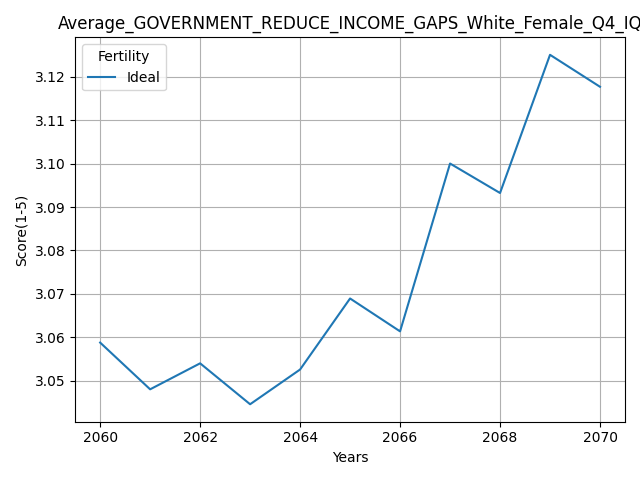 Average_GOVERNMENT_REDUCE_INCOME_GAPS_White_Female_Q4_IQ
Fertility
Ideal
3.12
3.11
3.10
3.09
3.08
3.07
3.06
3.05
Score(1-5)
2060 2062 2064 2066 2068 2070
Years